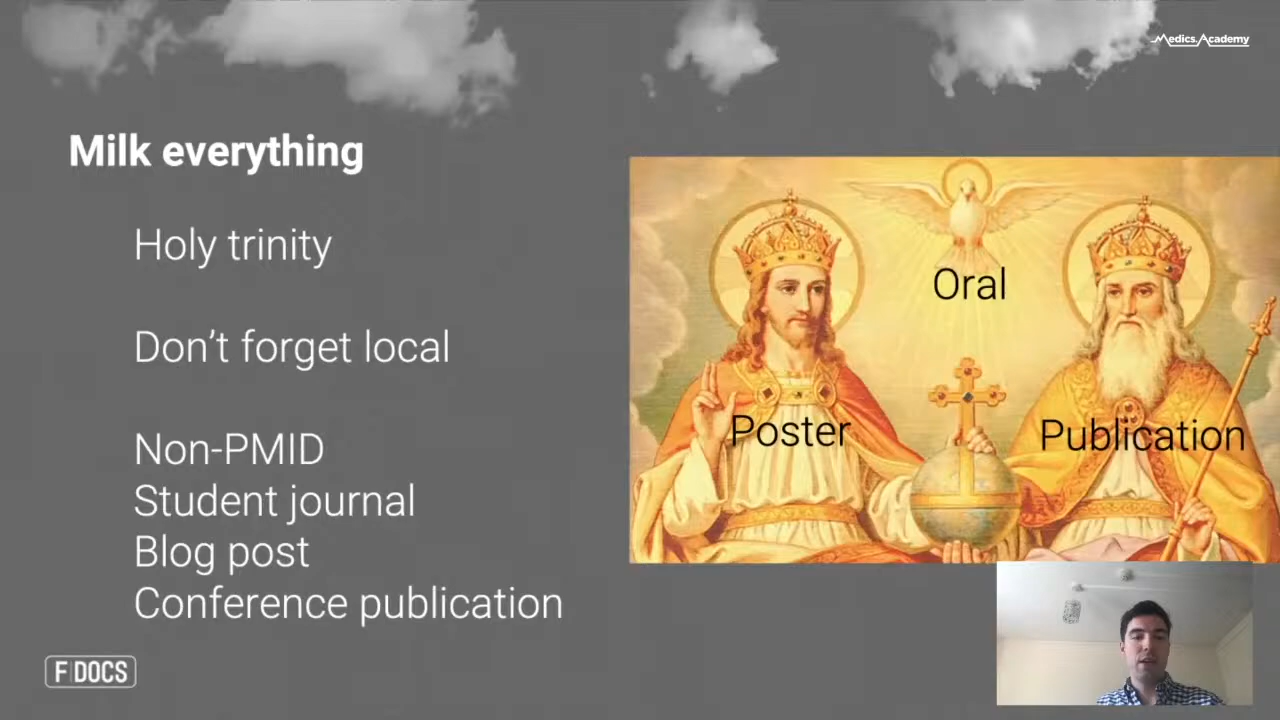 Medics.Academy
Milk everything
Holy trinity
Don’t forget local
Non-PMID
Student journal
Blog post
Conference publication
Oral
Poster
Publication
F DOCS